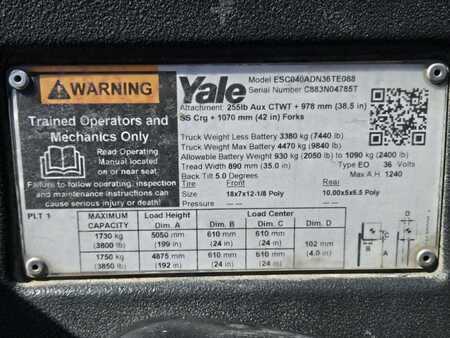 WARNING
Trained Operators and
Mechanics Only
Read Operating
Manual located
on or near seat.
Failure to follow operating, inspection
and maintenance instructions can
cause serious injury or death!
Yale
Model ESC040ADN36TE088
Serial Number C883N04785T
Attachment: 255lb Aux CTWT + 978 mm (38.5 in)
SS Crg + 1070 mm (42 in) Forks
Truck Weight Less Battery 3380 kg (7440 lb)
Truck Weight Max Battery 4470 kg (9840 lb)
Allowable Battery Weight 930 kg (2050 lb) to 1090 kg (2400 lb)
Tread Width 890 mm (35.0 in) Type EO 36 Volts
Back Tilt 5.0 Degrees Max A H 1240
Tire Front Rear
Size 18x7x12-1/8 Poly 10.00x5x6.5 Poly
Pressure -- -- -- --
PLT 1
MAXIMUM CAPACITY Load Height Dim. A Load Center Dim. B Dim. C Dim. D
1730 kg (3800 lb) 5050 mm (199 in) 610 mm (24 in) 610 mm (24 in) 102 mm (4.0 in)
1750 kg (3850 lb) 4875 mm (192 in) 610 mm (24 in) 610 mm (24 in)
D
C
B
A